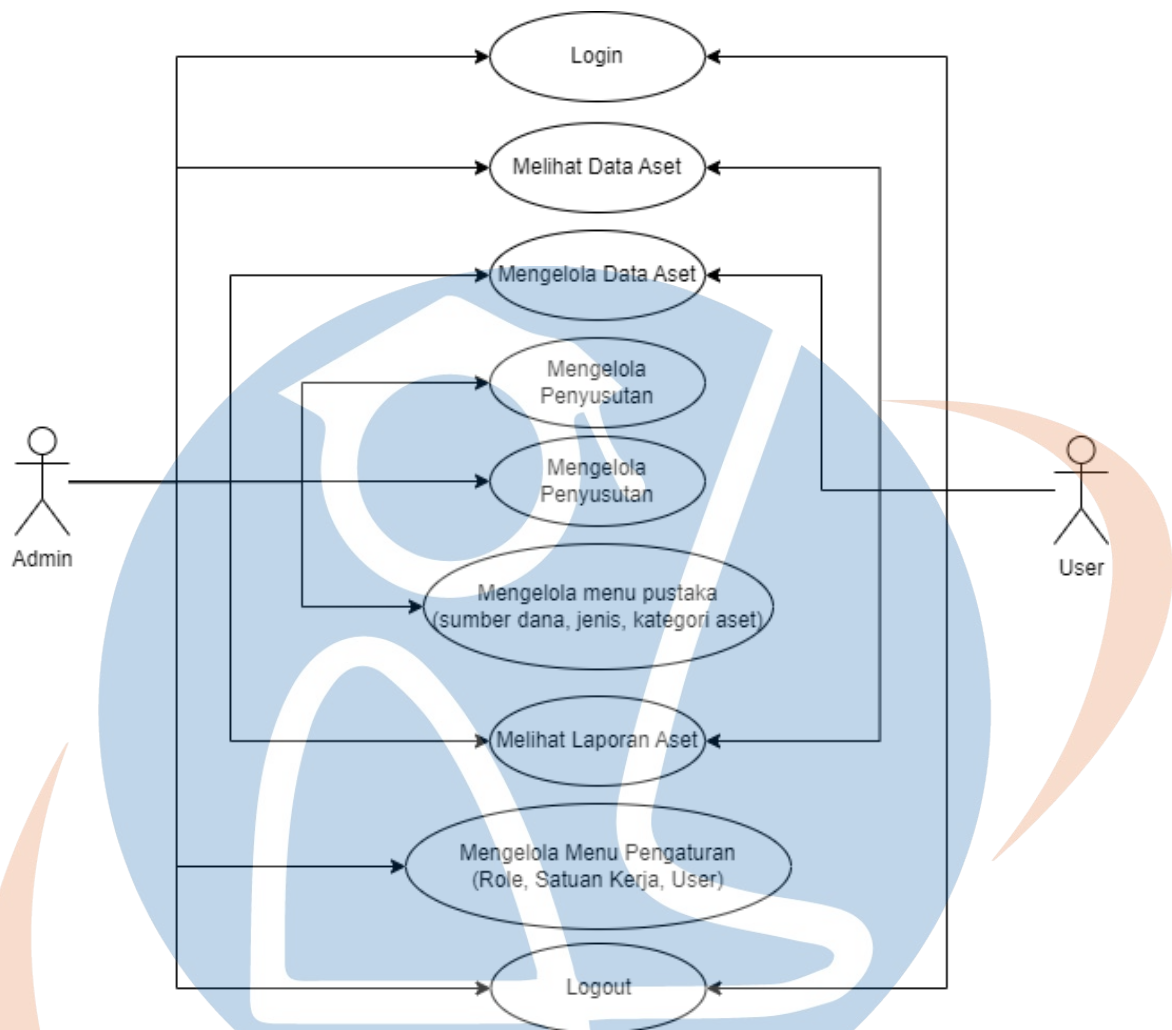 Login
Melihat Data Aset
Mengelola Data Aset
Mengelola
Penyusutan
Mengelola
Penyusutan
Admin
User
Mengelola menu pustaka
(sumber dana, jenis, kategori aset)
Melihat Laporan Aset
Mengelola Menu Pengaturan
(Role, Satuan Kerja, User)
Logout